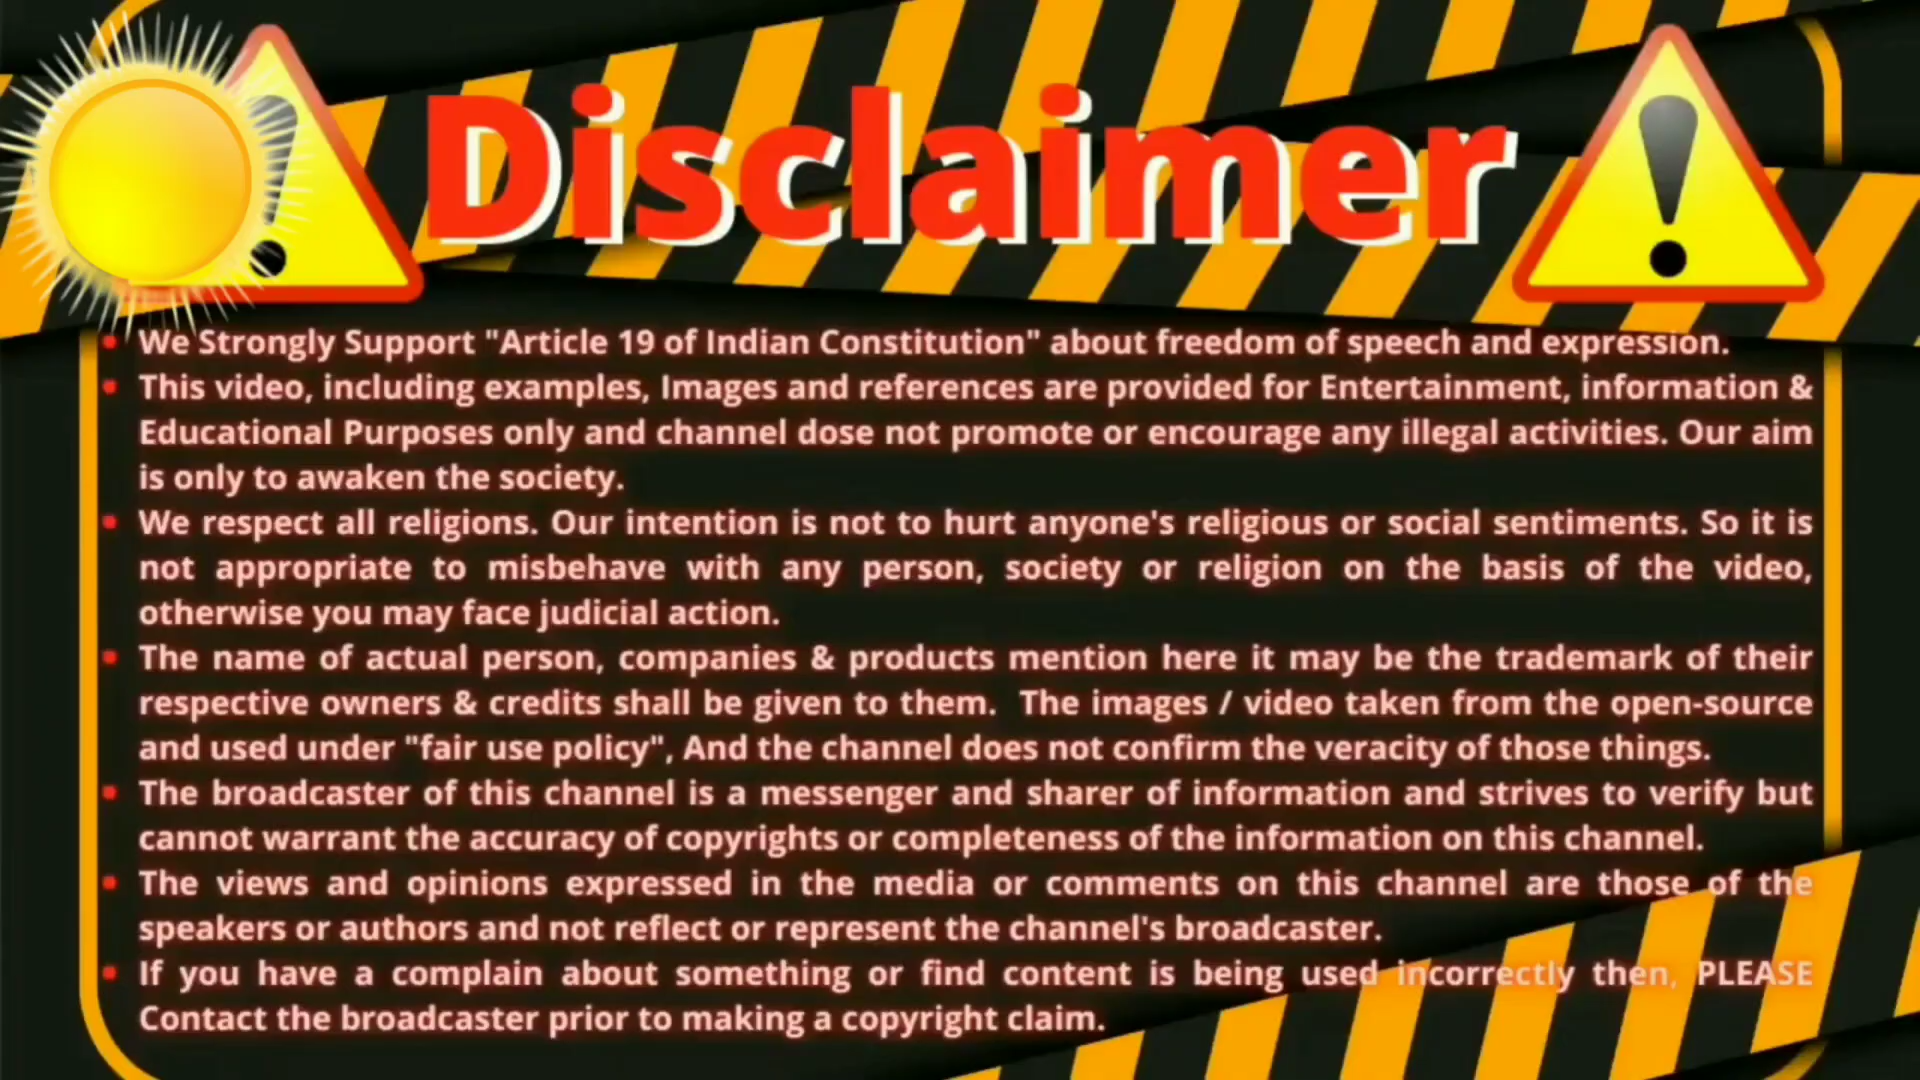 Disclaimer
• We Strongly Support "Article 19 of Indian Constitution" about freedom of speech and expression.
• This video, including examples, Images and references are provided for Entertainment, information &
Educational Purposes only and channel dose not promote or encourage any illegal activities. Our aim
is only to awaken the society.
• We respect all religions. Our intention is not to hurt anyone's religious or social sentiments. So it is
not appropriate to misbehave with any person, society or religion on the basis of the video,
otherwise you may face judicial action.
• The name of actual person, companies & products mention here it may be the trademark of their
respective owners & credits shall be given to them. The images / video taken from the open-source
and used under "fair use policy", And the channel does not confirm the veracity of those things.
• The broadcaster of this channel is a messenger and sharer of information and strives to verify but
cannot warrant the accuracy of copyrights or completeness of the information on this channel.
• The views and opinions expressed in the media or comments on this channel are those of the
speakers or authors and not reflect or represent the channel's broadcaster.
• If you have a complain about something or find content is being used incorrectly then, PLEASE
Contact the broadcaster prior to making a copyright claim.